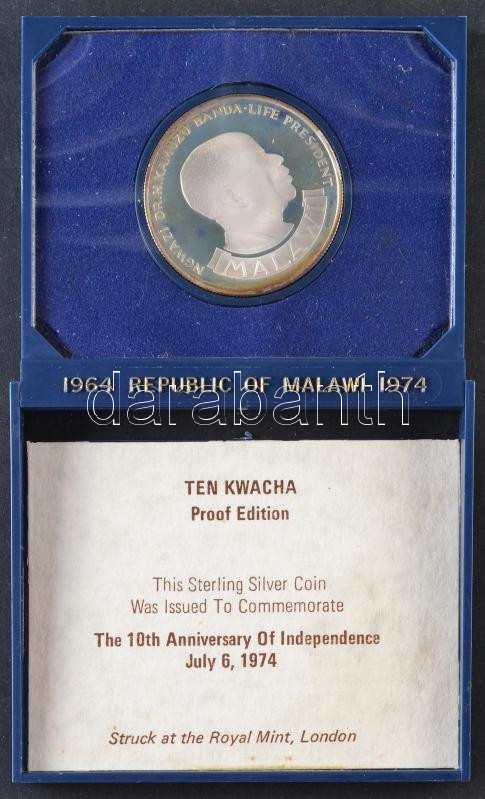 NGWAZI DR. H. KAMUZU BANDA·LIFE PRESIDENT
MALAWI
1964 REPUBLIC OF MALAWI 1974
darabanth
TEN KWACHA
Proof Edition
This Sterling Silver Coin
Was Issued To Commemorate
The 10th Anniversary Of Independence
July 6, 1974
Struck at the Royal Mint, London